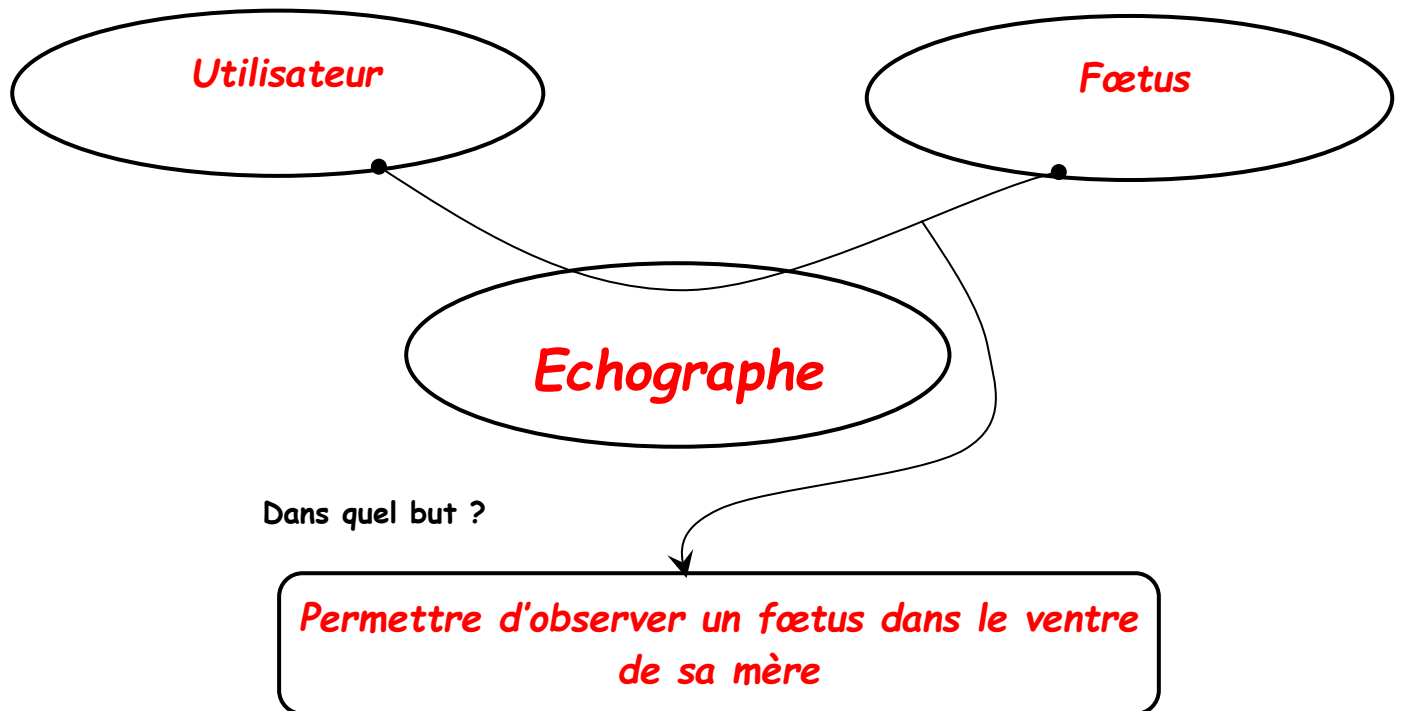 Utilisateur
Fœtus
Echographe
Dans quel but ?
Permettre d'observer un fœtus dans le ventre
de sa mère